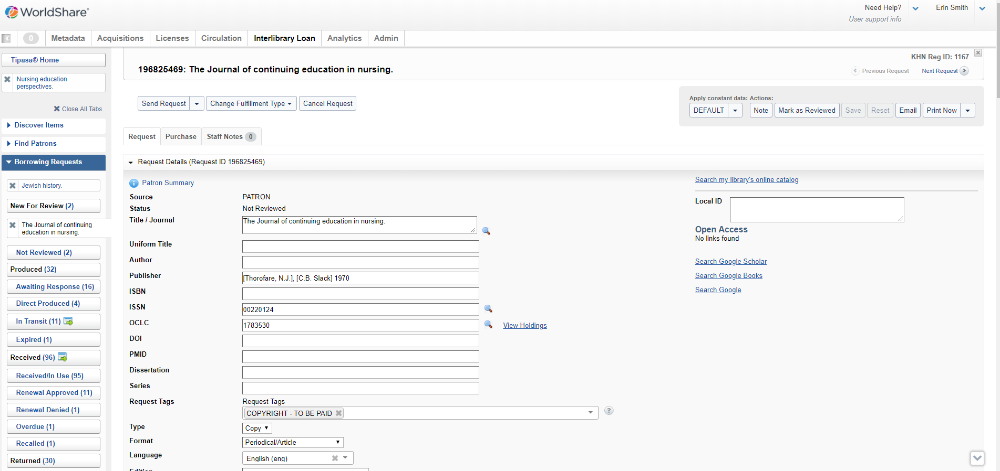 WorldShare®
Need Help?
Erin Smith
User support info
0
Metadata
Acquisitions
Licenses
Circulation
Interlibrary Loan
Analytics
Admin
Tipasa® Home
Nursing education
perspectives.
Close All Tabs
Discover Items
Find Patrons
Borrowing Requests
Jewish history.
New For Review (2)
The Journal of continuing
education in nursing.
Not Reviewed (2)
Produced (32)
Awaiting Response (16)
Direct Produced (4)
In Transit (11)
Expired (1)
Received (96)
Received/In Use (95)
Renewal Approved (11)
Renewal Denied (1)
Overdue (1)
Recalled (1)
Returned (30)
KHN Reg ID: 1167
196825469: The Journal of continuing education in nursing.
Previous Request
Next Request
Send Request
Change Fulfillment Type
Cancel Request
Apply constant data: Actions:
DEFAULT
Note
Mark as Reviewed
Save
Reset
Email
Print Now
Request
Purchase
Staff Notes 0
Request Details (Request ID 196825469)
Patron Summary
Source PATRON
Status Not Reviewed
Title / Journal The Journal of continuing education in nursing.
Uniform Title
Author
Publisher [Thorofare, N.J.], [C.B. Slack] 1970
ISBN
ISSN 00220124
OCLC 1783530 View Holdings
DOI
PMID
Dissertation
Series
Request Tags Request Tags
COPYRIGHT - TO BE PAID
Type Copy
Format Periodical/Article
Language English (eng)
Edition
Search my library's online catalog
Local ID
Open Access
No links found
Search Google Scholar
Search Google Books
Search Google